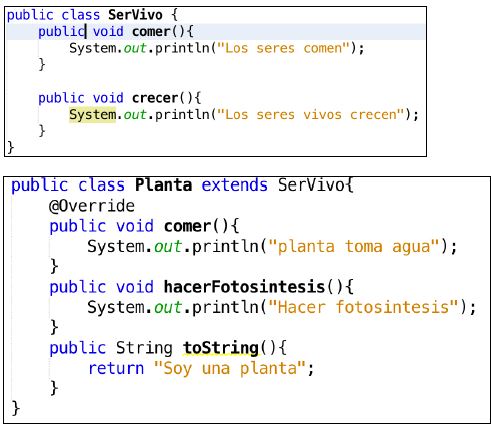 public class SerVivo {
public void comer(){
System.out.println("Los seres comen");
}
public void crecer(){
System.out.println("Los seres vivos crecen");
}
}
public class Planta extends SerVivo{
@Override
public void comer(){
System.out.println("planta toma agua");
}
public void hacerFotosintesis(){
System.out.println("Hacer fotosintesis");
}
public String toString(){
return "Soy una planta";
}
}